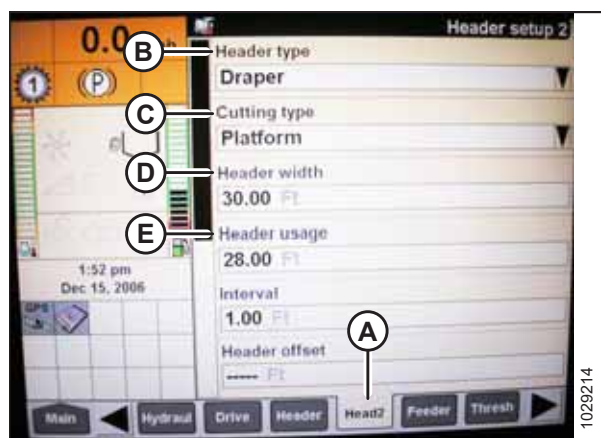 0.0
Header setup 2
B
Header type
1
(P)
Draper
C
Cutting type
Platform
D
Header width
30.00 Ft
E
Header usage
28.00 Ft
1:52 pm
Dec 15, 2006
Interval
1.00 Ft
GPS
A
Header offset
----- Ft
Main
Hydraul
Drive
Header
Head2
Feeder
Thresh
1029214